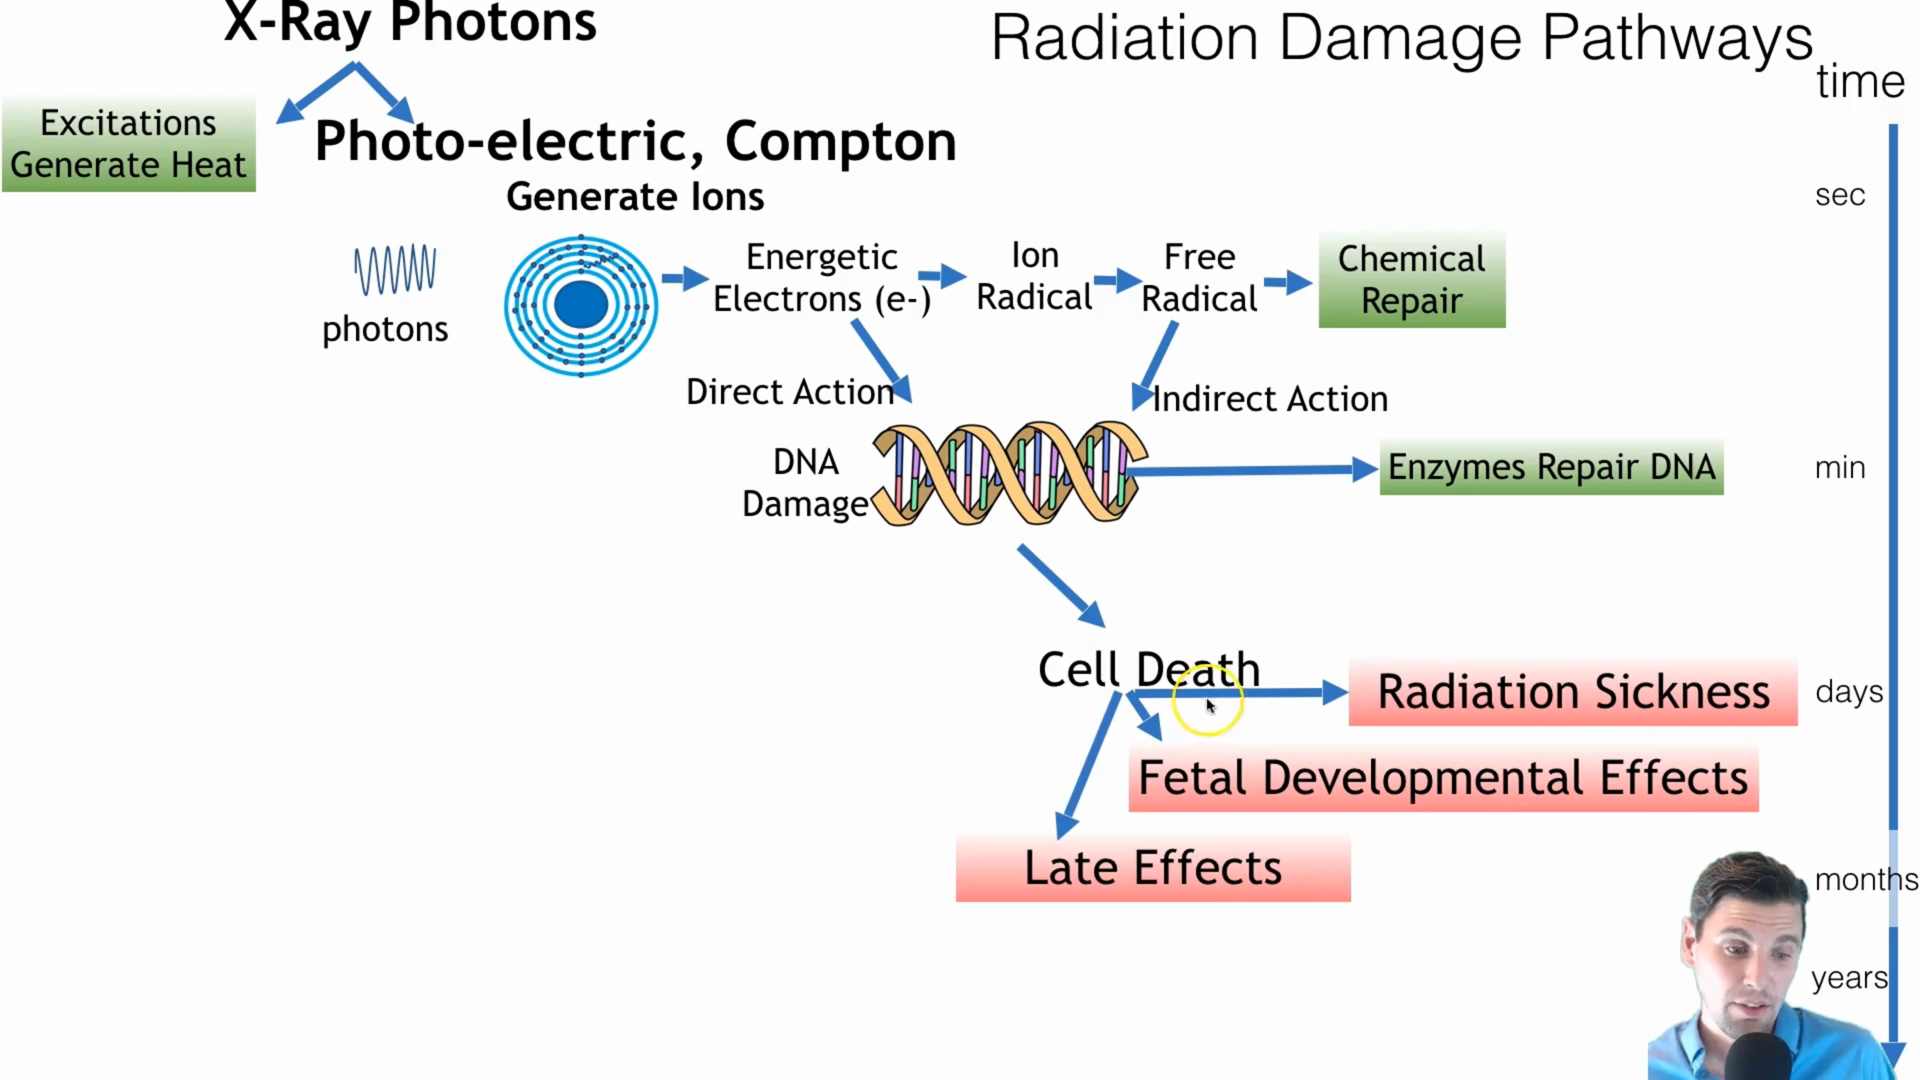 X-Ray Photons
Radiation Damage Pathways
time
Excitations
Generate Heat
Photo-electric, Compton
Generate Ions
sec
photons
Energetic
Electrons (e-)
Ion
Radical
Free
Radical
Chemical
Repair
Direct Action
Indirect Action
DNA
Damage
Enzymes Repair DNA
min
Cell Death
Radiation Sickness
days
Fetal Developmental Effects
Late Effects
months
years